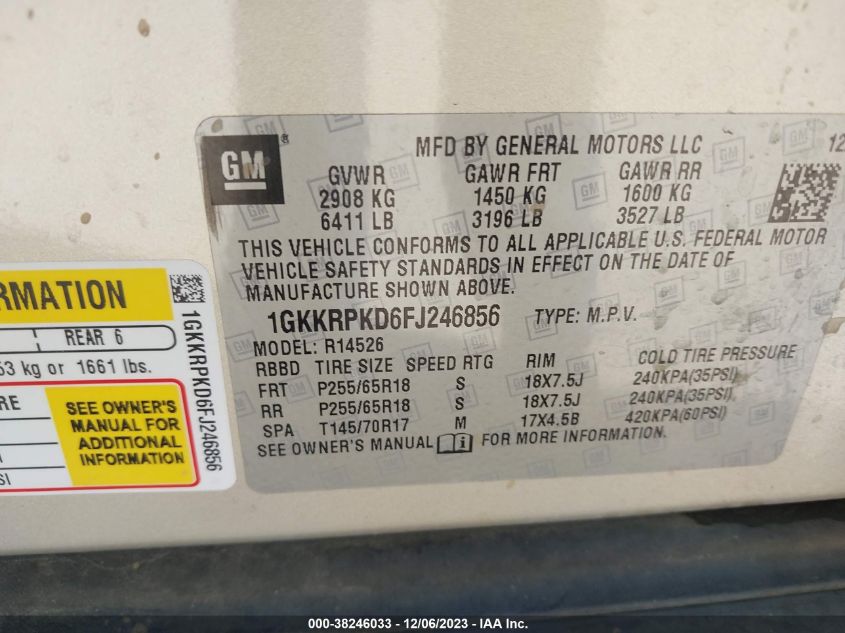 GM ®
MFD BY GENERAL MOTORS LLC 12
GVWR GAWR FRT GAWR RR
2908 KG 1450 KG 1600 KG
6411 LB 3196 LB 3527 LB
THIS VEHICLE CONFORMS TO ALL APPLICABLE U.S. FEDERAL MOTOR
VEHICLE SAFETY STANDARDS IN EFFECT ON THE DATE OF
MANUFACTURE SHOWN ABOVE.
1GKKRPKD6FJ246856 TYPE: M.P.V.
MODEL: R14526
RBBD TIRE SIZE SPEED RTG RIM COLD TIRE PRESSURE
FRT P255/65R18 S 18X7.5J 240KPA(35PSI)
RR P255/65R18 S 18X7.5J 240KPA(35PSI)
SPA T145/70R17 M 17X4.5B 420KPA(60PSI)
SEE OWNER'S MANUAL FOR MORE INFORMATION.
RMATION
REAR 6
53 kg or 1661 lbs.
RE
SI
SEE OWNER'S
MANUAL FOR
ADDITIONAL
INFORMATION
1GKKRPKD6FJ246856
000-38246033 - 12/06/2023 - IAA Inc.